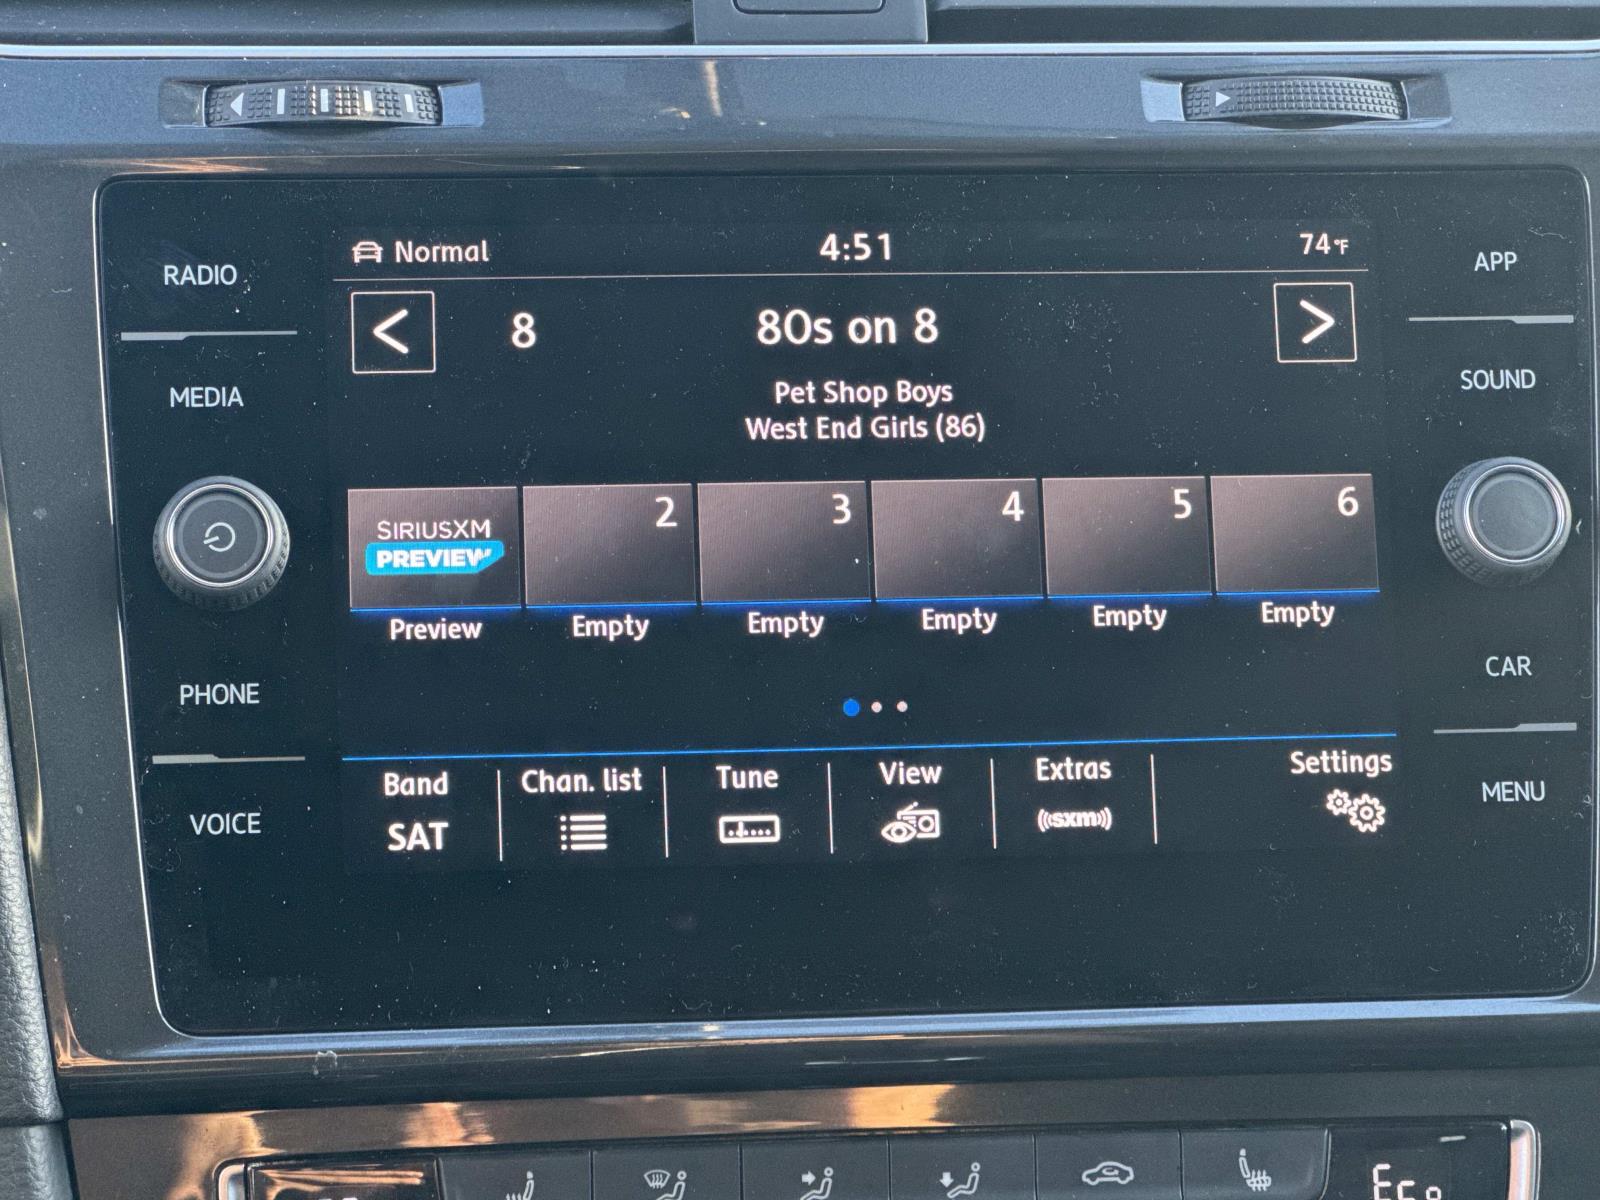 RADIO
MEDIA
PHONE
VOICE
Normal
4:51
74°F
<
8
80s on 8
>
Pet Shop Boys
West End Girls (86)
SIRIUSXM
PREVIEW
2
3
4
5
6
Preview
Empty
Empty
Empty
Empty
Empty
Band
SAT
Chan. list
Tune
View
Extras
((sxm))
Settings
APP
SOUND
CAR
MENU